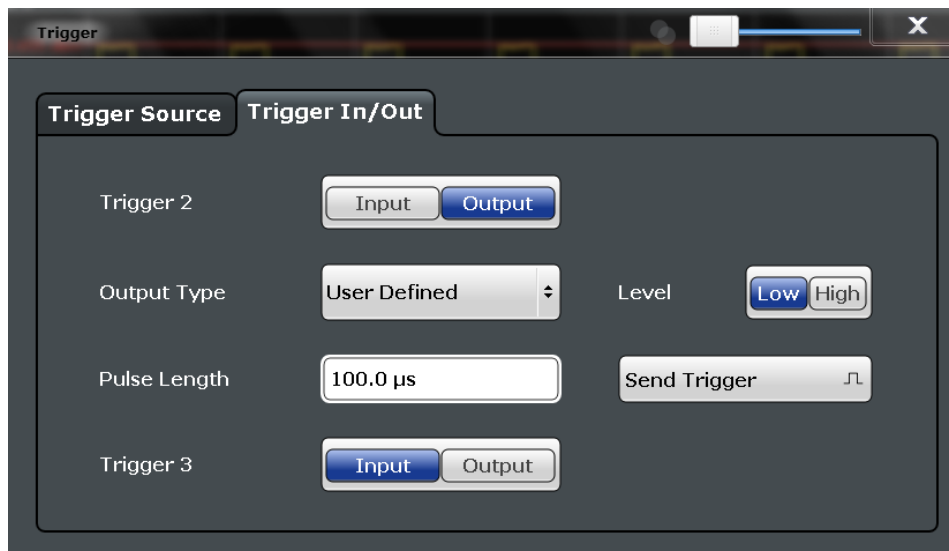 Trigger
X
Trigger Source
Trigger In/Out
Trigger 2
Input
Output
Output Type
User Defined
Level
Low
High
Pulse Length
100.0 µs
Send Trigger
Trigger 3
Input
Output